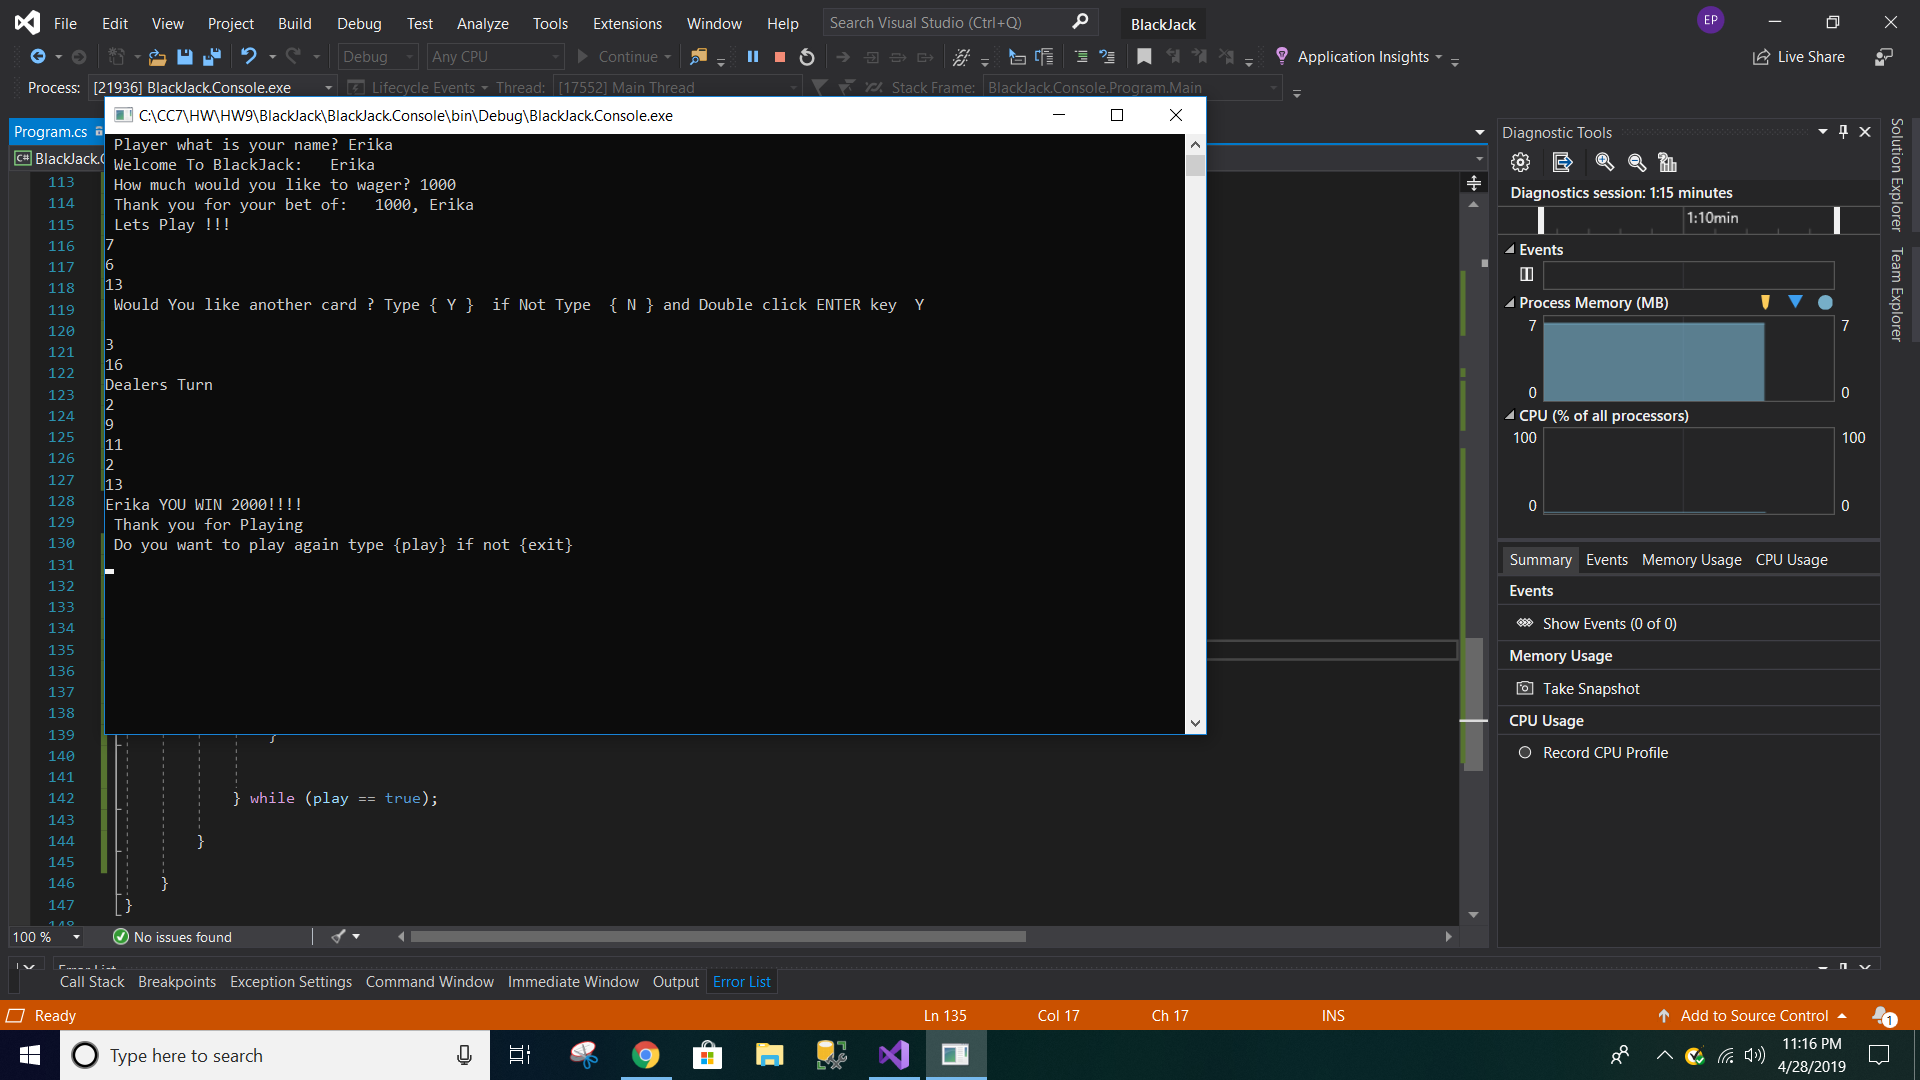 File Edit View Project Build Debug Test Analyze Tools Extensions Window Help Search Visual Studio (Ctrl+Q) BlackJack EP
Debug Any CPU Continue Application Insights Live Share
Process: [21936] BlackJack.Console.exe Lifecycle Events Thread: [17552] Main Thread Stack Frame: BlackJack.Console.Program.Main
C:\CC7\HW\HW9\BlackJack\BlackJack.Console\bin\Debug\BlackJack.Console.exe
Program.cs
BlackJack.C
Player what is your name? Erika
Welcome To BlackJack:   Erika
How much would you like to wager? 1000
Thank you for your bet of:   1000, Erika
Lets Play !!!
7
6
13
Would You like another card ? Type { Y }  if Not Type  { N } and Double click ENTER key  Y
3
16
Dealers Turn
2
9
11
2
13
Erika YOU WIN 2000!!!!
Thank you for Playing
Do you want to play again type {play} if not {exit}
113
114
115
116
117
118
119
120
121
122
123
124
125
126
127
128
129
130
131
132
133
134
135
136
137
138
139 }
140
141
142 } while (play == true);
143
144 }
145
146 }
147 }
148
100 % No issues found
Diagnostic Tools
Diagnostics session: 1:15 minutes
1:10min
Events
Process Memory (MB)
7 7
0 0
CPU (% of all processors)
100 100
0 0
Summary Events Memory Usage CPU Usage
Events
Show Events (0 of 0)
Memory Usage
Take Snapshot
CPU Usage
Record CPU Profile
Solution Explorer
Team Explorer
Error List
Call Stack Breakpoints Exception Settings Command Window Immediate Window Output Error List
Ready Ln 135 Col 17 Ch 17 INS Add to Source Control 1
Type here to search
11:16 PM
4/28/2019